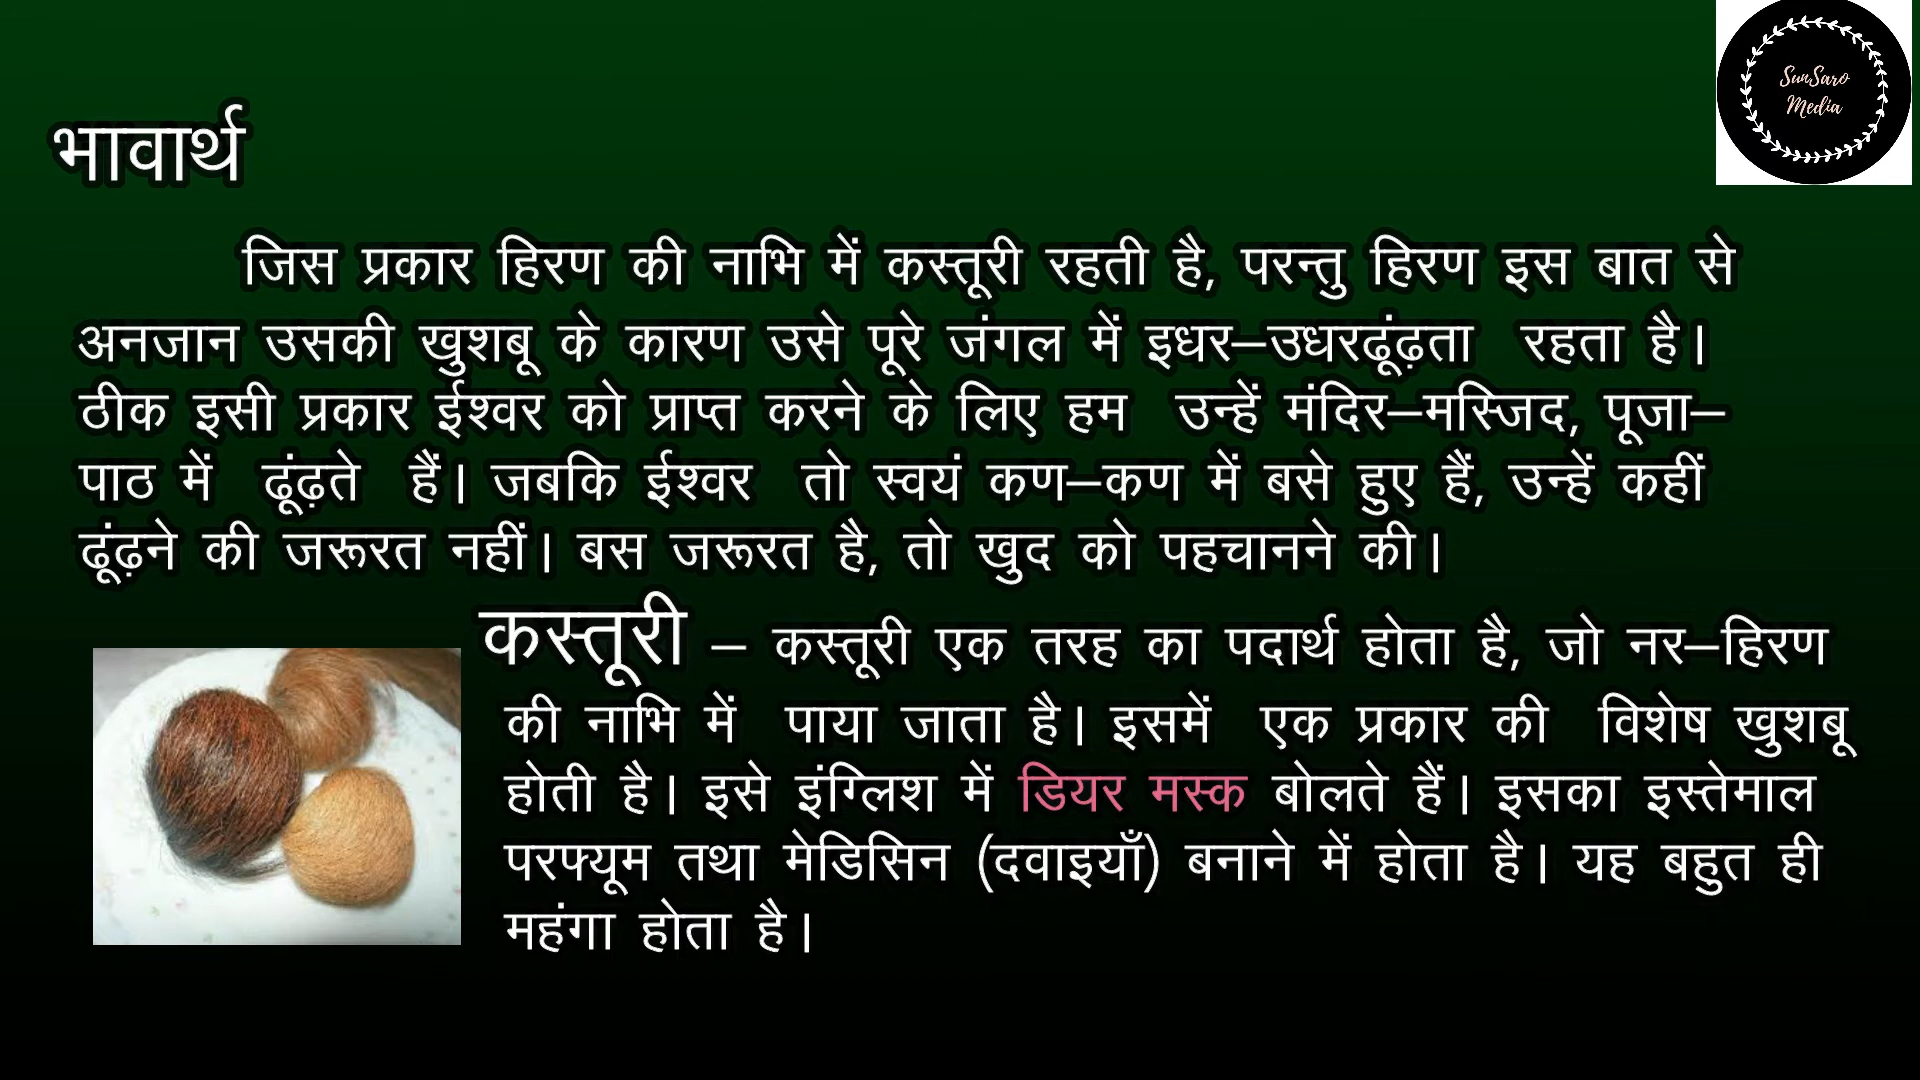 SunSaro
Media
भावार्थ
जिस प्रकार हिरण की नाभि में कस्तूरी रहती है, परन्तु हिरण इस बात से
अनजान उसकी खुशबू के कारण उसे पूरे जंगल में इधर–उधरढूंढ़ता रहता है।
ठीक इसी प्रकार ईश्वर को प्राप्त करने के लिए हम उन्हें मंदिर–मस्जिद, पूजा–
पाठ में ढूंढ़ते हैं। जबकि ईश्वर तो स्वयं कण–कण में बसे हुए हैं, उन्हें कहीं
ढूंढ़ने की जरूरत नहीं। बस जरूरत है, तो खुद को पहचानने की।
कस्तूरी – कस्तूरी एक तरह का पदार्थ होता है, जो नर–हिरण
की नाभि में पाया जाता है। इसमें एक प्रकार की विशेष खुशबू
होती है। इसे इंग्लिश में डियर मस्क बोलते हैं। इसका इस्तेमाल
परफ्यूम तथा मेडिसिन (दवाइयाँ) बनाने में होता है। यह बहुत ही
महंगा होता है।